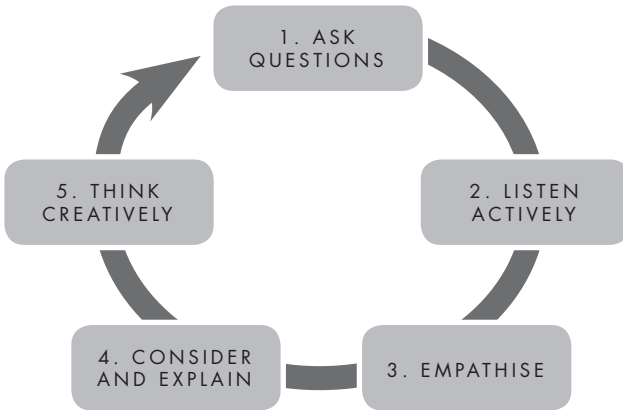 1. ASK
QUESTIONS
2. LISTEN
ACTIVELY
3. EMPATHISE
4. CONSIDER
AND EXPLAIN
5. THINK
CREATIVELY